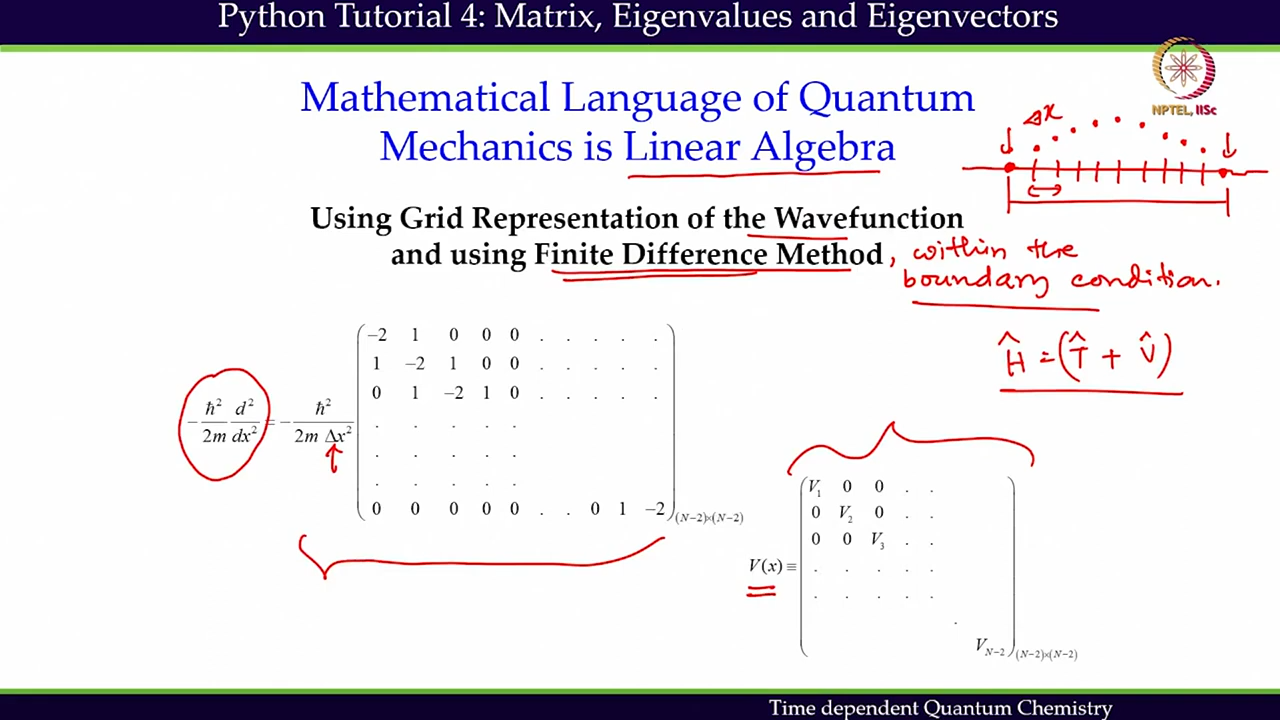 Python Tutorial 4: Matrix, Eigenvalues and Eigenvectors
NPTEL, IISc
Mathematical Language of Quantum
Mechanics is Linear Algebra
Δx
Using Grid Representation of the Wavefunction
and using Finite Difference Method, within the
boundary condition.
Ĥ = (T̂ + V̂)
−ħ²/2m d²/dx² = −ħ²/2m Δx²
−2 1 0 0 0 . . . . .
1 −2 1 0 0 . . . . .
0 1 −2 1 0 . . . . .
. . . . .
. . . . .
. . . . .
0 0 0 0 0 . . 0 1 −2
(N−2)×(N−2)
V(x) ≡
V₁ 0 0 . .
0 V₂ 0 . .
0 0 V₃ . .
. . . . .
. . . . .
.
V_{N−2}
(N−2)×(N−2)
Time dependent Quantum Chemistry